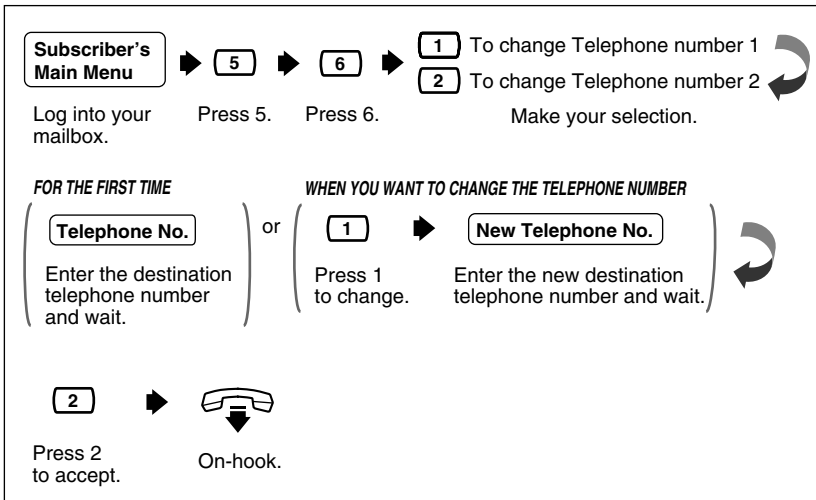 Subscriber's
Main Menu
5
6
1 To change Telephone number 1
2 To change Telephone number 2
Log into your
mailbox.
Press 5.
Press 6.
Make your selection.
FOR THE FIRST TIME
WHEN YOU WANT TO CHANGE THE TELEPHONE NUMBER
Telephone No.
or
1
New Telephone No.
Enter the destination
telephone number
and wait.
Press 1
to change.
Enter the new destination
telephone number and wait.
2
Press 2
to accept.
On-hook.